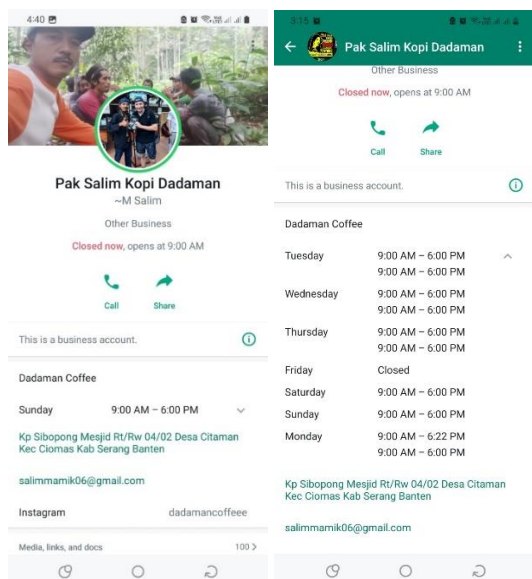 4:40
Pak Salim Kopi Dadaman
~M Salim
Other Business
Closed now, opens at 9:00 AM
Call Share
This is a business account.
Dadaman Coffee
Sunday 9:00 AM – 6:00 PM
Kp Sibopong Mesjid Rt/Rw 04/02 Desa Citaman
Kec Ciomas Kab Serang Banten
salimmamik06@gmail.com
Instagram dadamancoffeee
Media, links, and docs 100 >
3:15
Pak Salim Kopi Dadaman
Other Business
Closed now, opens at 9:00 AM
Call Share
This is a business account.
Dadaman Coffee
Tuesday 9:00 AM – 6:00 PM
9:00 AM – 6:00 PM
Wednesday 9:00 AM – 6:00 PM
9:00 AM – 6:00 PM
Thursday 9:00 AM – 6:00 PM
9:00 AM – 6:00 PM
Friday Closed
Saturday 9:00 AM – 6:00 PM
Sunday 9:00 AM – 6:00 PM
Monday 9:00 AM – 6:22 PM
9:00 AM – 6:00 PM
Kp Sibopong Mesjid Rt/Rw 04/02 Desa Citaman
Kec Ciomas Kab Serang Banten
salimmamik06@gmail.com